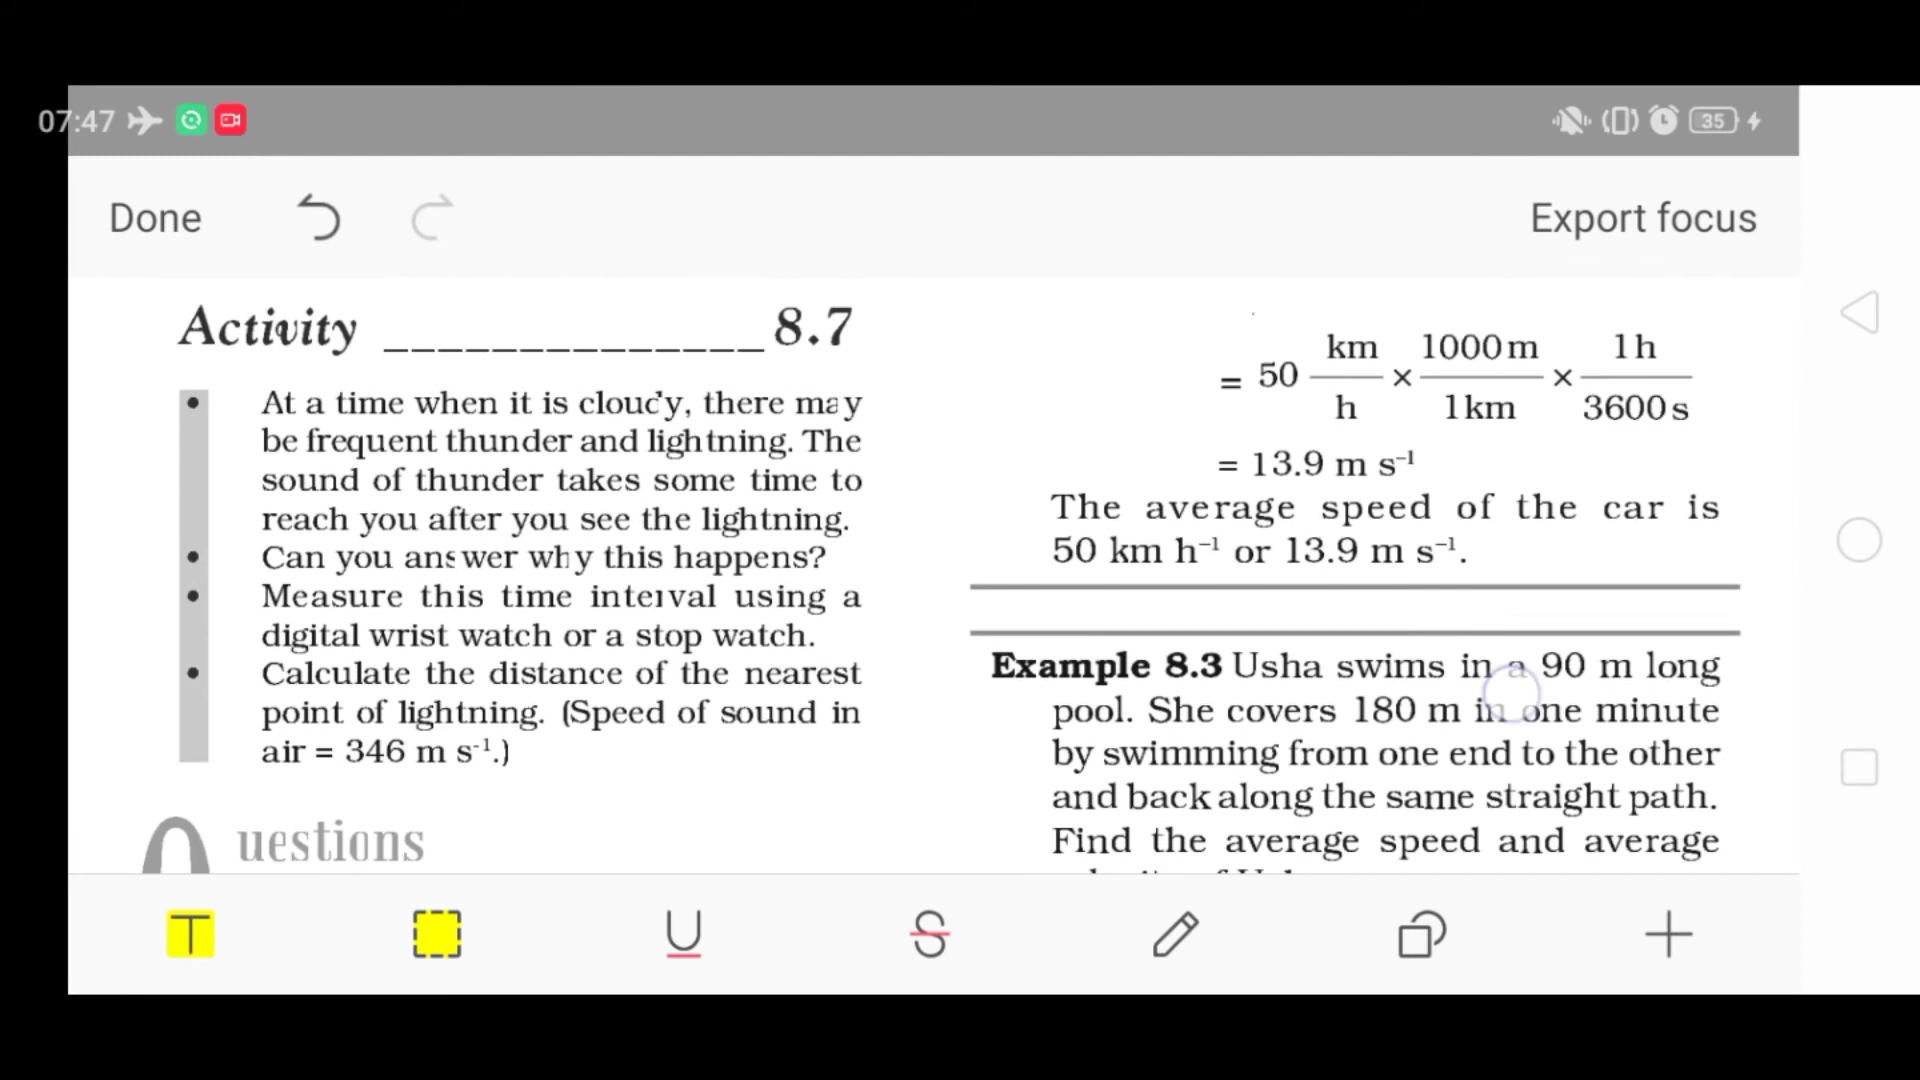 07:47
35
Done
Export focus
Activity ______________ 8.7
• At a time when it is cloudy, there may
be frequent thunder and lightning. The
sound of thunder takes some time to
reach you after you see the lightning.
• Can you answer why this happens?
• Measure this time interval using a
digital wrist watch or a stop watch.
• Calculate the distance of the nearest
point of lightning. (Speed of sound in
air = 346 m s⁻¹.)
uestions
= 50 km/h × 1000 m/1 km × 1 h/3600 s
= 13.9 m s⁻¹
The average speed of the car is
50 km h⁻¹ or 13.9 m s⁻¹.
Example 8.3 Usha swims in a 90 m long
pool. She covers 180 m in one minute
by swimming from one end to the other
and back along the same straight path.
Find the average speed and average
T
U
S